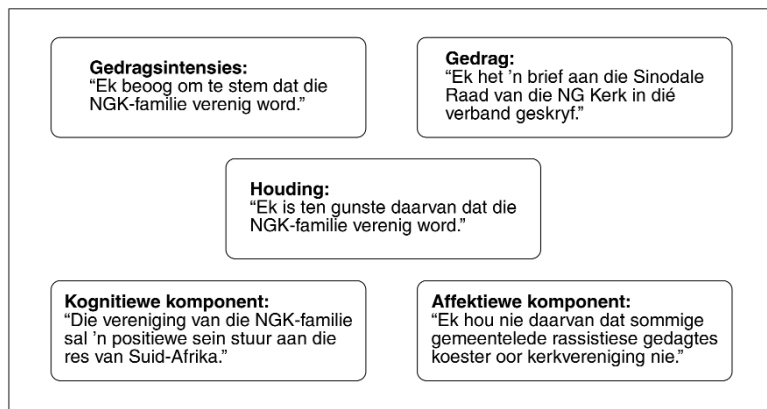 Gedragsintensies:
“Ek beoog om te stem dat die
NGK-familie verenig word.”
Gedrag:
“Ek het ’n brief aan die Sinodale
Raad van die NG Kerk in dié
verband geskryf.”
Houding:
“Ek is ten gunste daarvan dat die
NGK-familie verenig word.”
Kognitiewe komponent:
“Die vereniging van die NGK-familie
sal ’n positiewe sein stuur aan die
res van Suid-Afrika.”
Affektiewe komponent:
“Ek hou nie daarvan dat sommige
gemeentelede rassistiese gedagtes
koester oor kerkvereniging nie.”